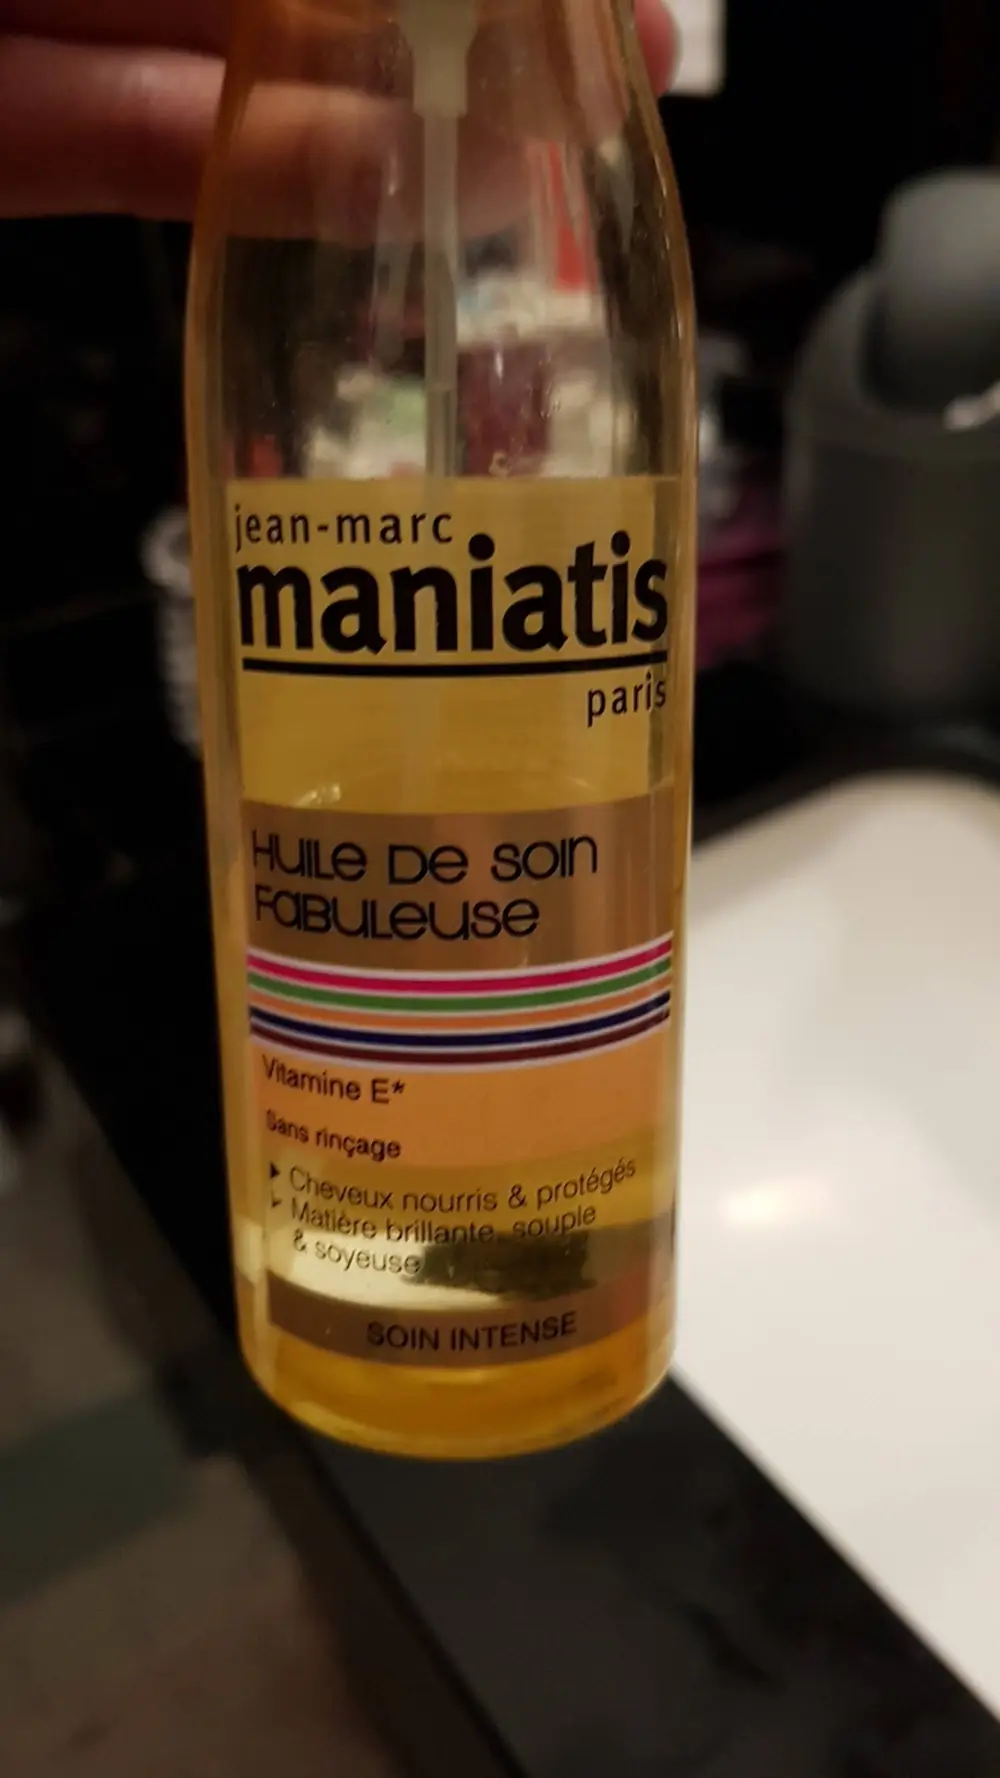 jean-marc
maniatis
paris
Huile de soin
Fabuleuse
Vitamine E*
Sans rinçage
▸ Cheveux nourris & protégés
▸ Matière brillante, souple
& soyeuse
SOIN INTENSE